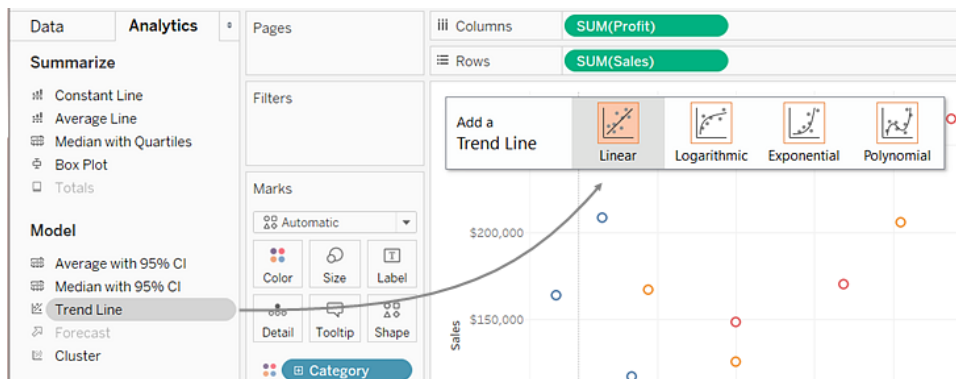 Data
Analytics
Summarize
Constant Line
Average Line
Median with Quartiles
Box Plot
Totals
Model
Average with 95% CI
Median with 95% CI
Trend Line
Forecast
Cluster
Pages
Filters
Marks
Automatic
Color
Size
Label
Detail
Tooltip
Shape
Category
Columns
SUM(Profit)
Rows
SUM(Sales)
Add a
Trend Line
Linear
Logarithmic
Exponential
Polynomial
$200,000
$150,000
Sales